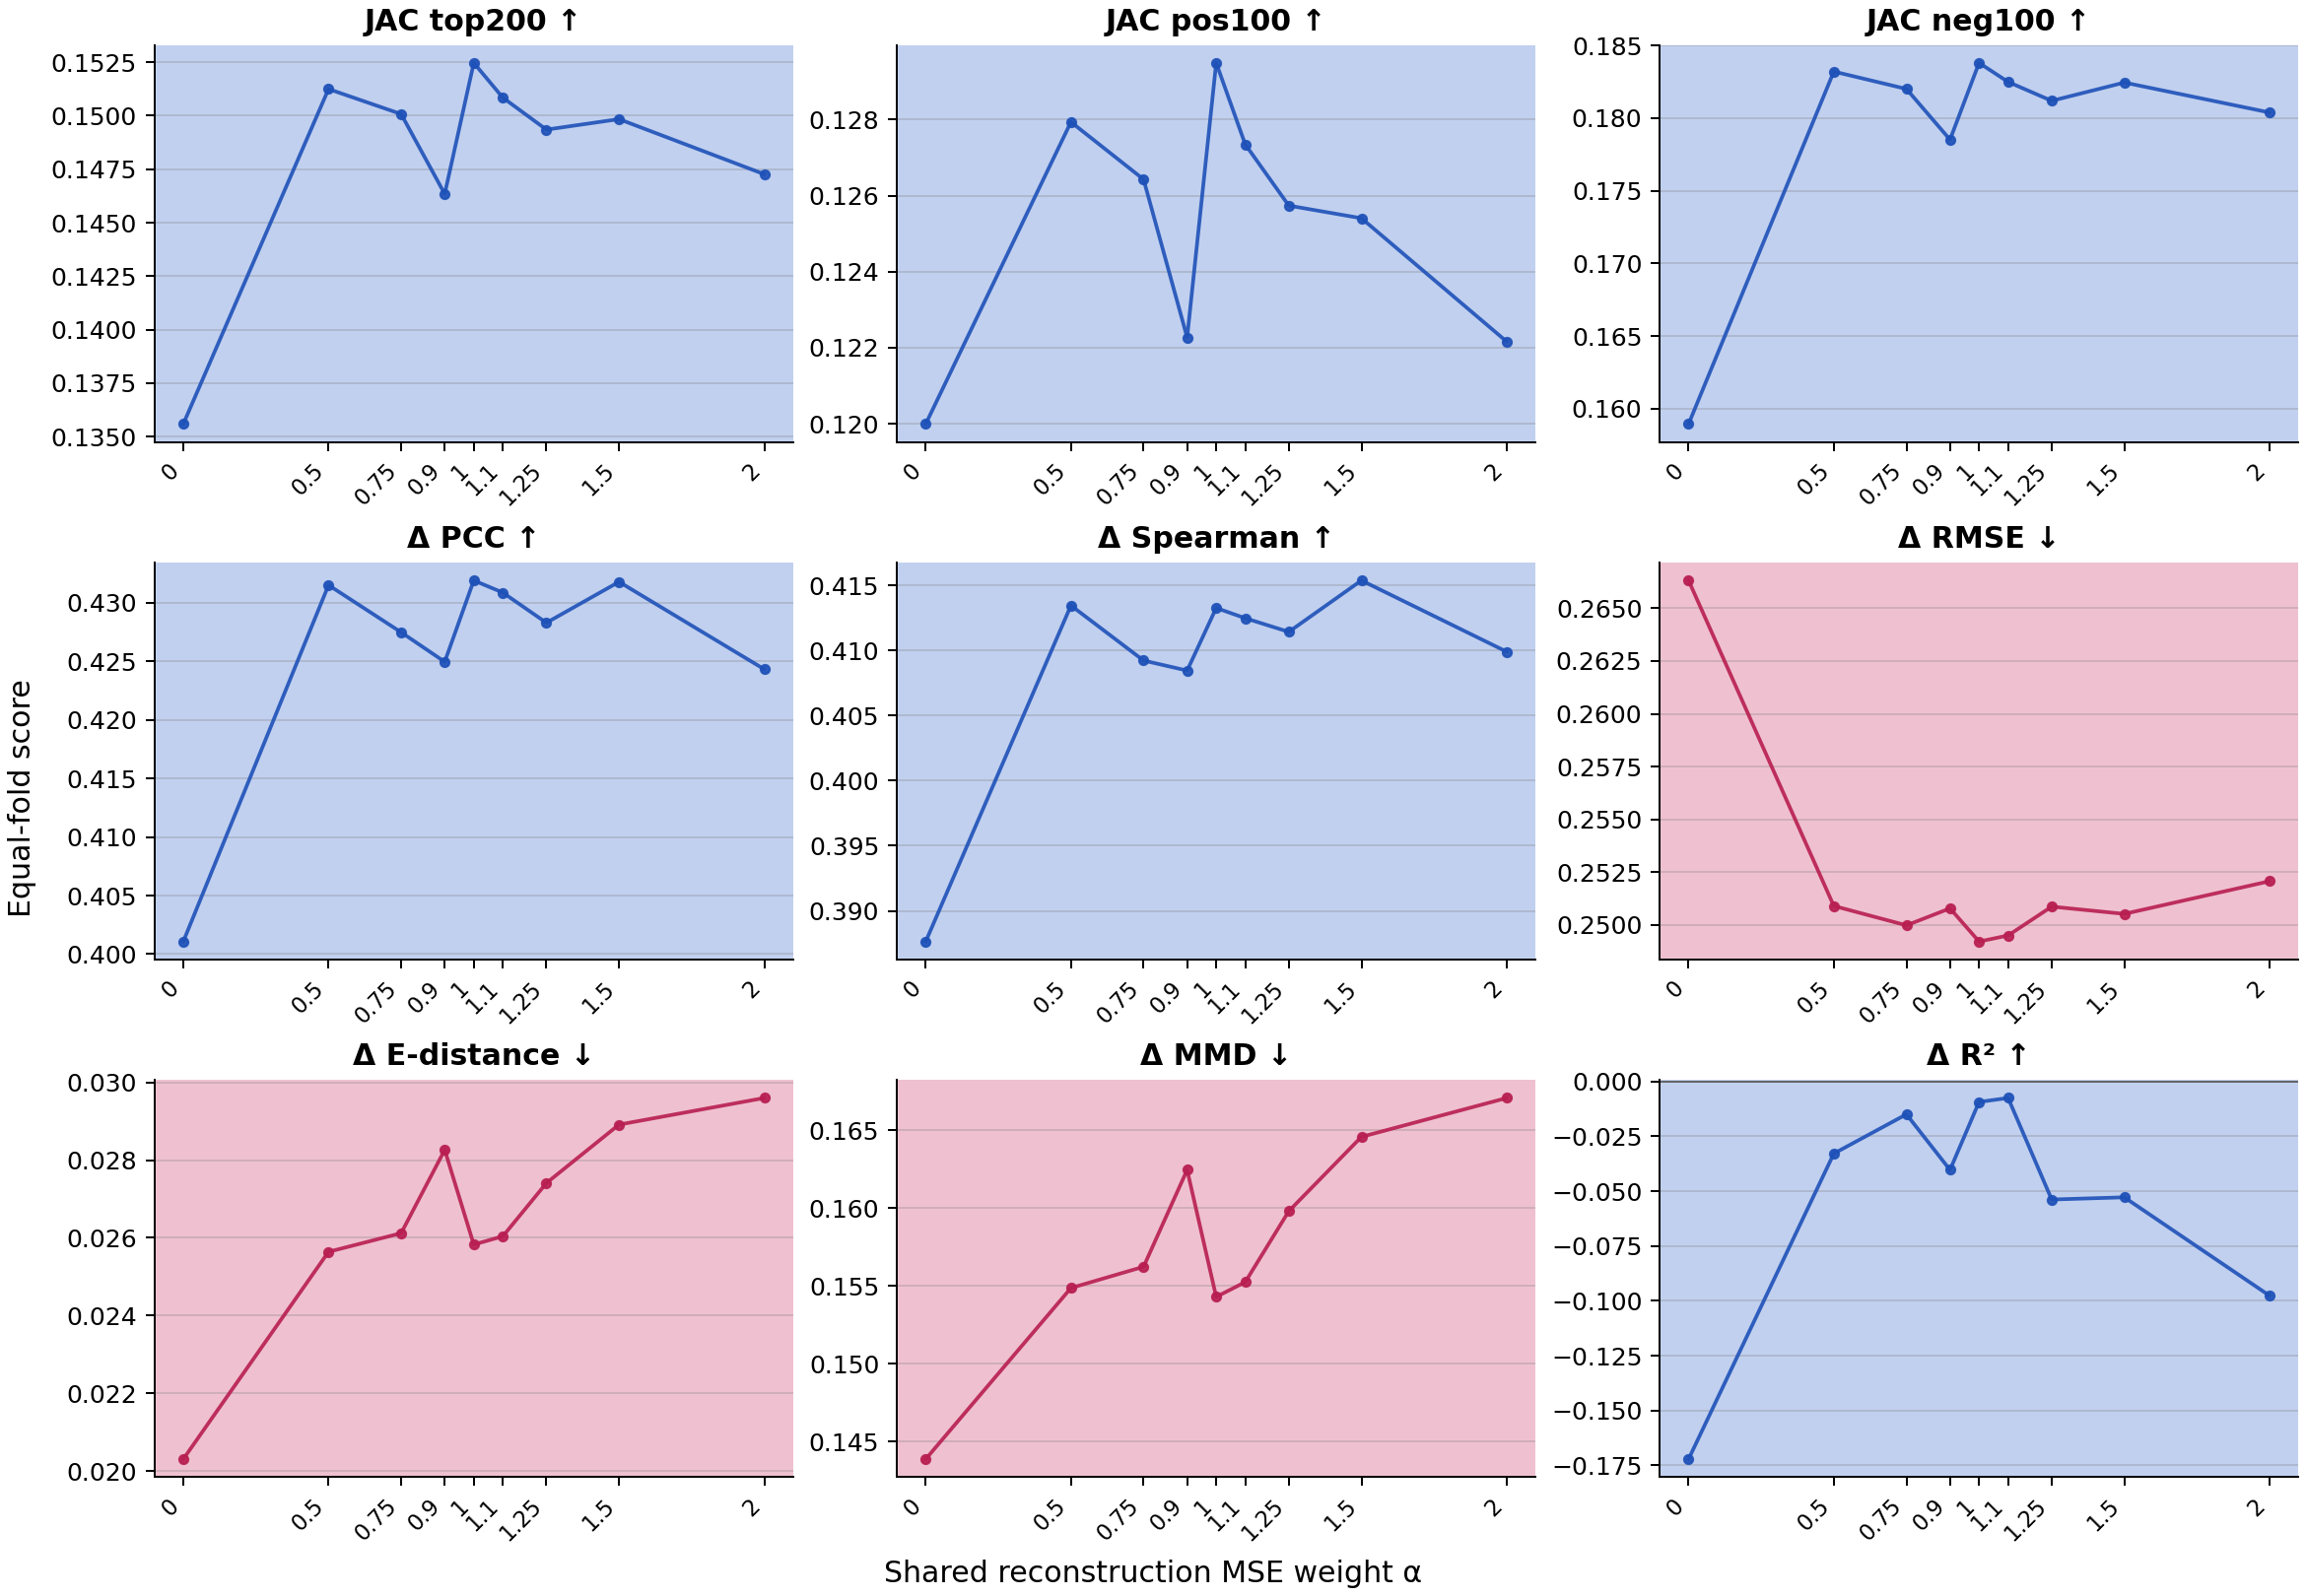 JAC top200 ↑
JAC pos100 ↑
JAC neg100 ↑
0.1525
0.1500
0.1475
0.1450
0.1425
0.1400
0.1375
0.1350
0.128
0.126
0.124
0.122
0.120
0.185
0.180
0.175
0.170
0.165
0.160
0 0.5 0.75 0.9 1 1.1 1.25 1.5 2
0 0.5 0.75 0.9 1 1.1 1.25 1.5 2
0 0.5 0.75 0.9 1 1.1 1.25 1.5 2
Δ PCC ↑
Δ Spearman ↑
Δ RMSE ↓
Equal-fold score
0.430
0.425
0.420
0.415
0.410
0.405
0.400
0.415
0.410
0.405
0.400
0.395
0.390
0.2650
0.2625
0.2600
0.2575
0.2550
0.2525
0.2500
0 0.5 0.75 0.9 1 1.1 1.25 1.5 2
0 0.5 0.75 0.9 1 1.1 1.25 1.5 2
0 0.5 0.75 0.9 1 1.1 1.25 1.5 2
Δ E-distance ↓
Δ MMD ↓
Δ R² ↑
0.030
0.028
0.026
0.024
0.022
0.020
0.165
0.160
0.155
0.150
0.145
0.000
−0.025
−0.050
−0.075
−0.100
−0.125
−0.150
−0.175
0 0.5 0.75 0.9 1 1.1 1.25 1.5 2
0 0.5 0.75 0.9 1 1.1 1.25 1.5 2
0 0.5 0.75 0.9 1 1.1 1.25 1.5 2
Shared reconstruction MSE weight α